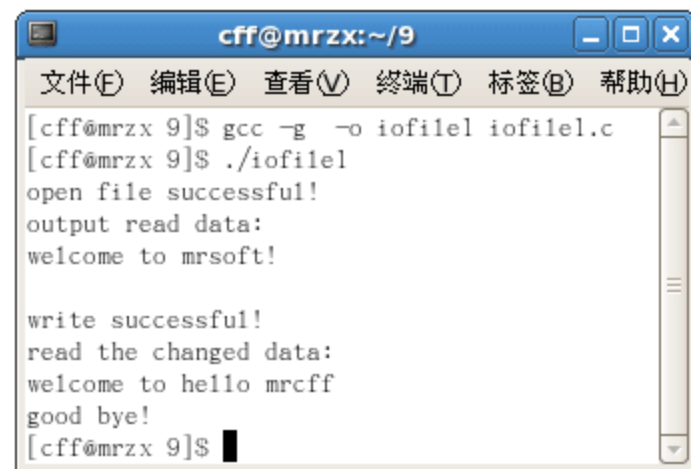 cff@mrzx:~/9
文件(F) 编辑(E) 查看(V) 终端(T) 标签(B) 帮助(H)
[cff@mrzx 9]$ gcc -g -o iofile1 iofile1.c
[cff@mrzx 9]$ ./iofile1
open file successful!
output read data:
welcome to mrsoft!
write successful!
read the changed data:
welcome to hello mrcff
good bye!
[cff@mrzx 9]$